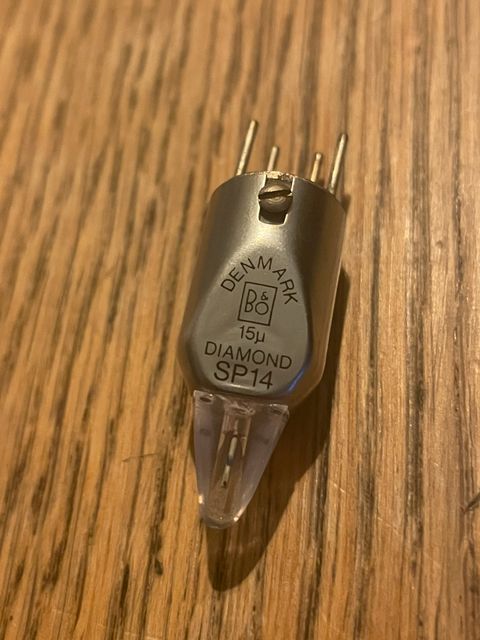 DENMARK
B&O
15µ
DIAMOND
SP14